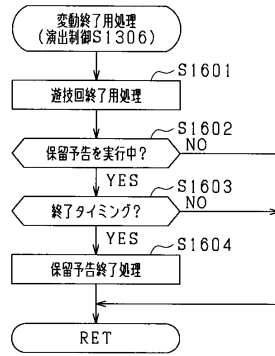 変動終了用処理
(演出制御S1306)
S1601
遊技回終了用処理
S1602
保留予告を実行中?
NO
YES
S1603
終了タイミング?
NO
YES
S1604
保留予告終了処理
RET